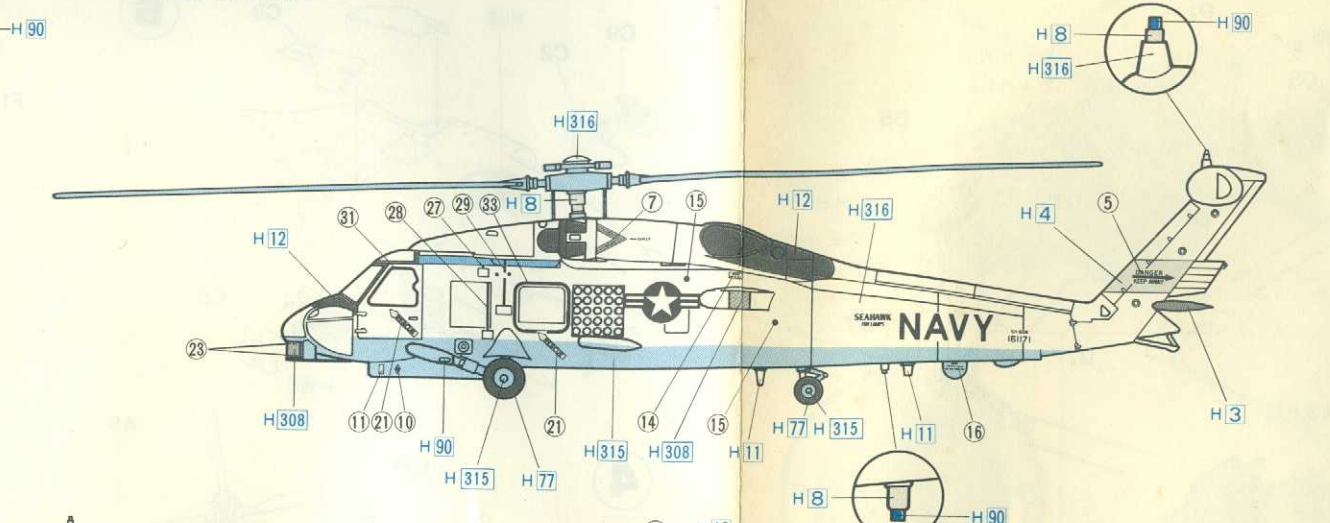 H 90
H 8
H 90
H 316
H 316
31
28
27
29
33
H 8
7
15
H 12
H 316
H 4
5
H 12
DANGER
KEEP AWAY
SEAHAWK
NAVY
161171
23
H 308
11
21
10
H 90
H 315
H 77
21
H 315
14
H 308
15
H 11
H 77
H 315
H 11
16
H 3
H 8
H 90